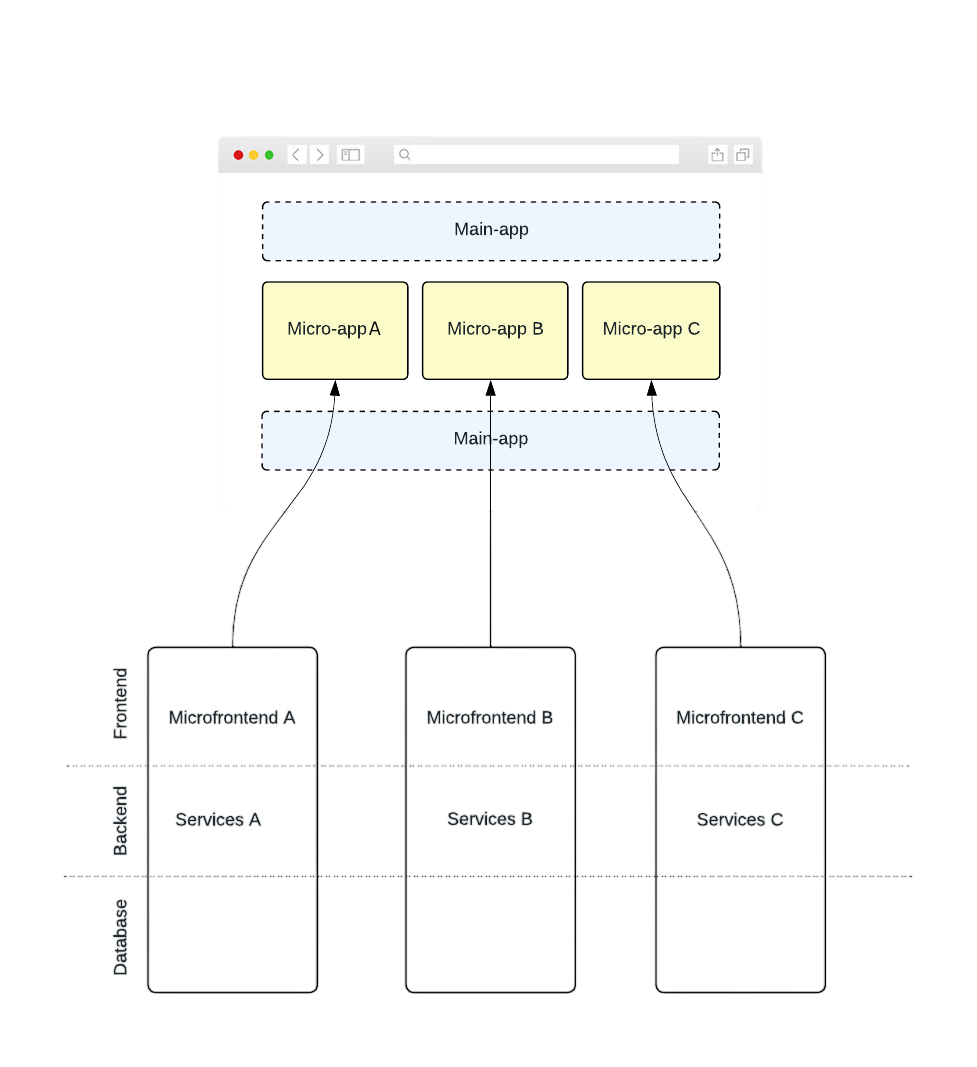 Main-app
Micro-app A
Micro-app B
Micro-app C
Main-app
Frontend
Microfrontend A
Microfrontend B
Microfrontend C
Backend
Services A
Services B
Services C
Database